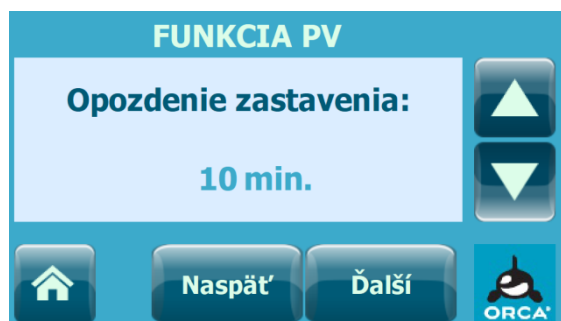 FUNKCIA PV
Opozdenie zastavenia:
10 min.
Naspäť
Ďalší
ORCA